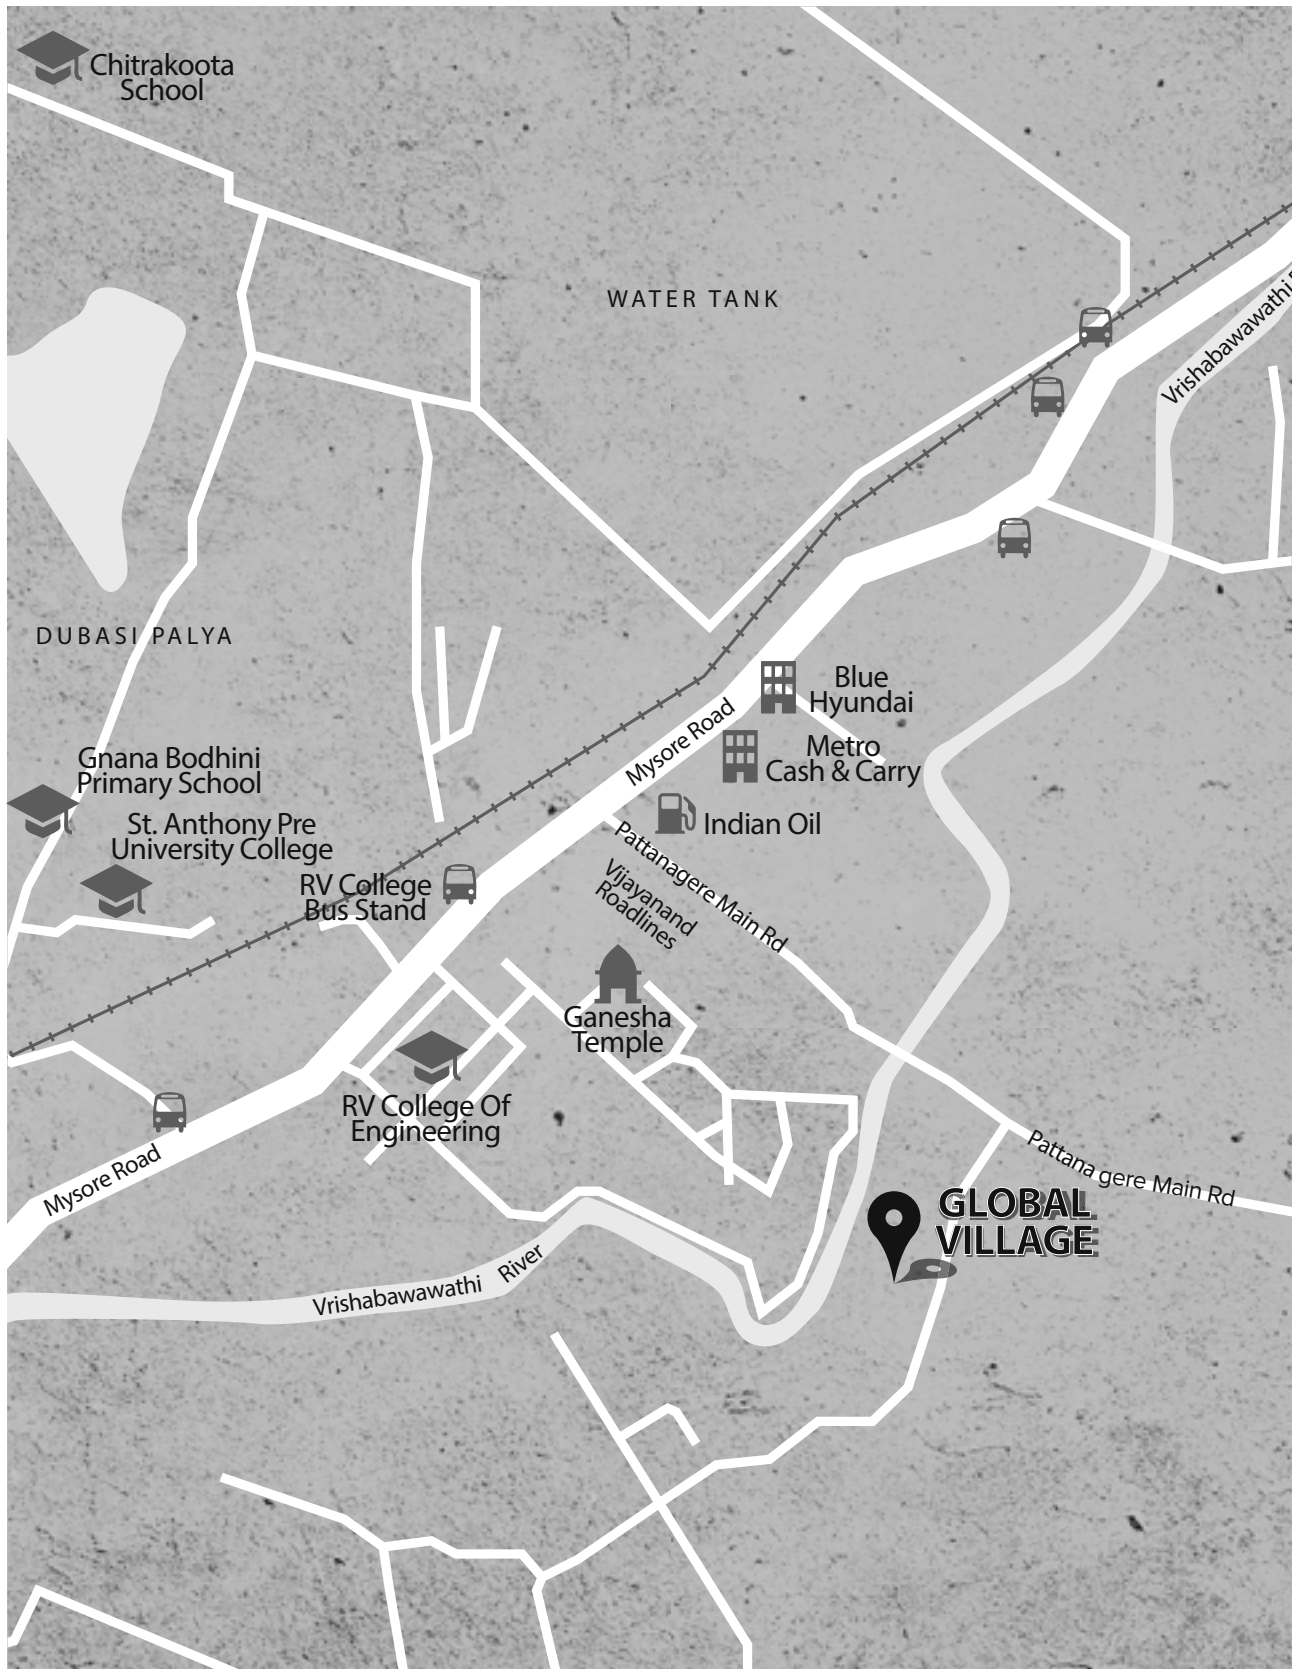 Chitrakoota
School
WATER TANK
Vrishabawawathi
DUBASI PALYA
Blue
Hyundai
Mysore Road
Metro
Cash & Carry
Gnana Bodhini
Primary School
Indian Oil
St. Anthony Pre
University College
Pattanagere Main Rd
Vijayanand
Roadlines
RV College
Bus Stand
Ganesha
Temple
RV College Of
Engineering
Mysore Road
Pattana gere Main Rd
GLOBAL
VILLAGE
Vrishabawawathi River